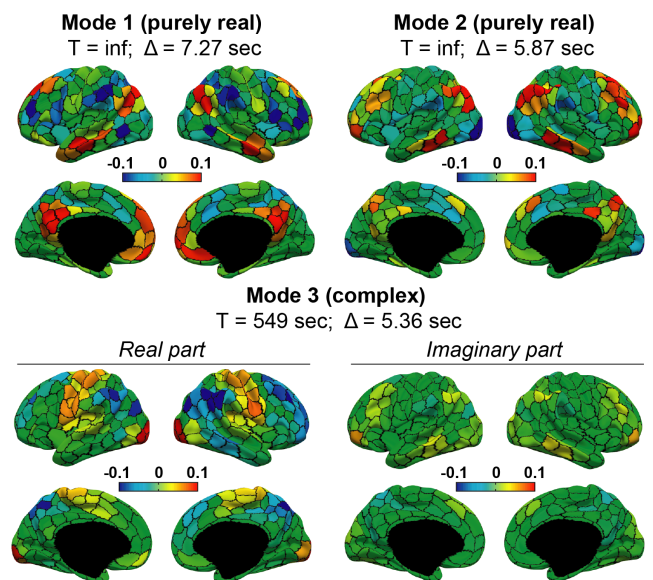 Mode 1 (purely real)
T = inf; Δ = 7.27 sec
Mode 2 (purely real)
T = inf; Δ = 5.87 sec
-0.1 0 0.1
-0.1 0 0.1
Mode 3 (complex)
T = 549 sec; Δ = 5.36 sec
Real part
Imaginary part
-0.1 0 0.1
-0.1 0 0.1